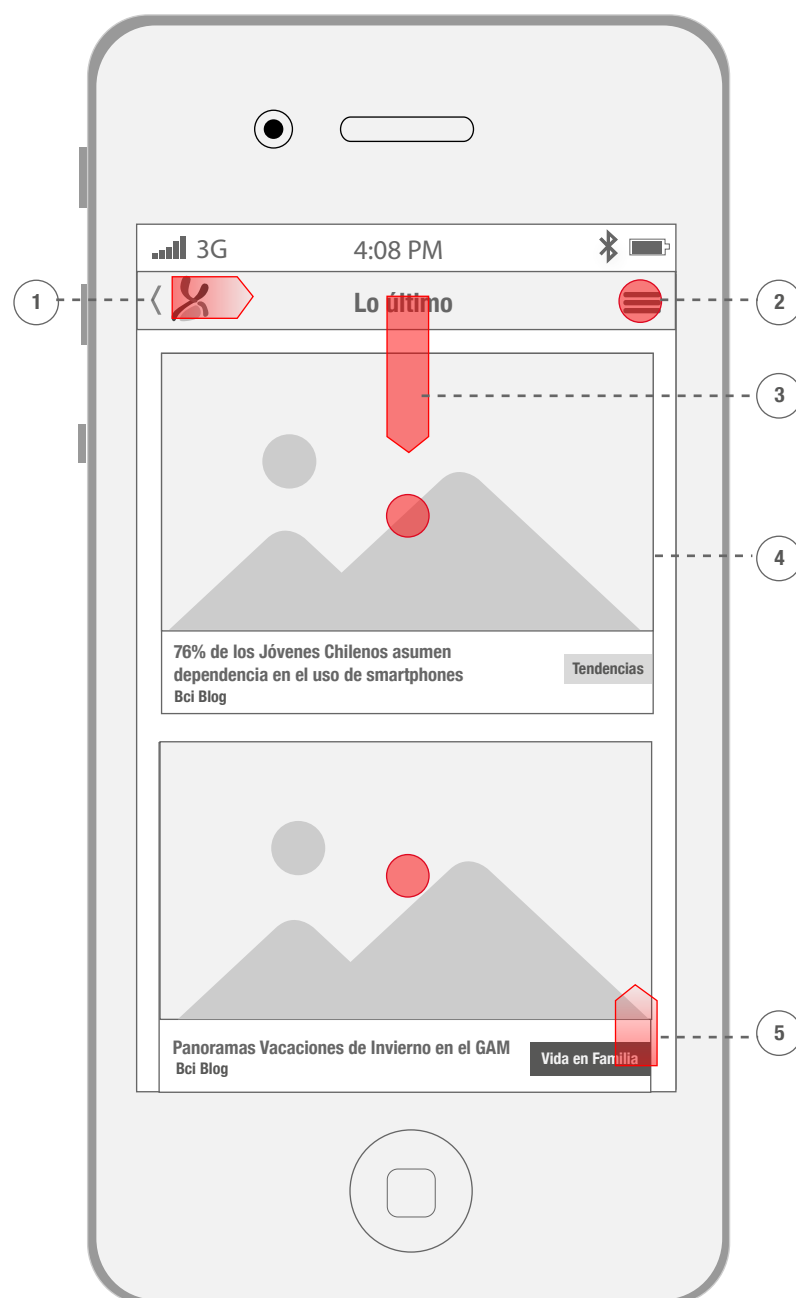 3G 4:08 PM
1
Lo último
2
3
4
76% de los Jóvenes Chilenos asumen
dependencia en el uso de smartphones
Bci Blog
Tendencias
Panoramas Vacaciones de Invierno en el GAM
Bci Blog
Vida en Familia
5